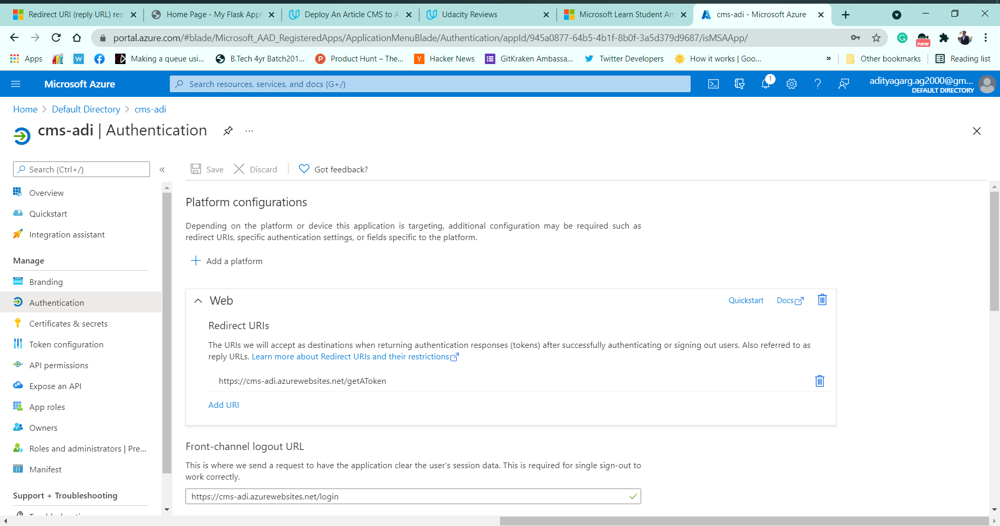 Redirect URI (reply URL) rest
Home Page - My Flask Appl
Deploy An Article CMS to A
Udacity Reviews
Microsoft Learn Student Am
cms-adi - Microsoft Azure
portal.azure.com/#blade/Microsoft_AAD_RegisteredApps/ApplicationMenuBlade/Authentication/appId/945a0877-64b5-4b1f-8b0f-3a5d379d9687/isMSAApp/
new
Apps
W
Making a queue usi...
B.Tech 4yr Batch201...
Product Hunt – The...
Hacker News
GitKraken Ambassa...
Twitter Developers
How it works | Goo...
»
Other bookmarks
Reading list
Microsoft Azure
Search resources, services, and docs (G+/)
1
adityagarg.ag2000@gm...
DEFAULT DIRECTORY
Home > Default Directory > cms-adi
cms-adi | Authentication
Search (Ctrl+/)
«
Save
Discard
Got feedback?
Overview
Quickstart
Integration assistant
Manage
Branding
Authentication
Certificates & secrets
Token configuration
API permissions
Expose an API
App roles
Owners
Roles and administrators | Pre...
Manifest
Support + Troubleshooting
Platform configurations
Depending on the platform or device this application is targeting, additional configuration may be required such as
redirect URIs, specific authentication settings, or fields specific to the platform.
Add a platform
Web
Quickstart
Docs
Redirect URIs
The URIs we will accept as destinations when returning authentication responses (tokens) after successfully authenticating or signing out users. Also referred to as
reply URLs. Learn more about Redirect URIs and their restrictions
https://cms-adi.azurewebsites.net/getAToken
Add URI
Front-channel logout URL
This is where we send a request to have the application clear the user's session data. This is required for single sign-out to
work correctly.
https://cms-adi.azurewebsites.net/login